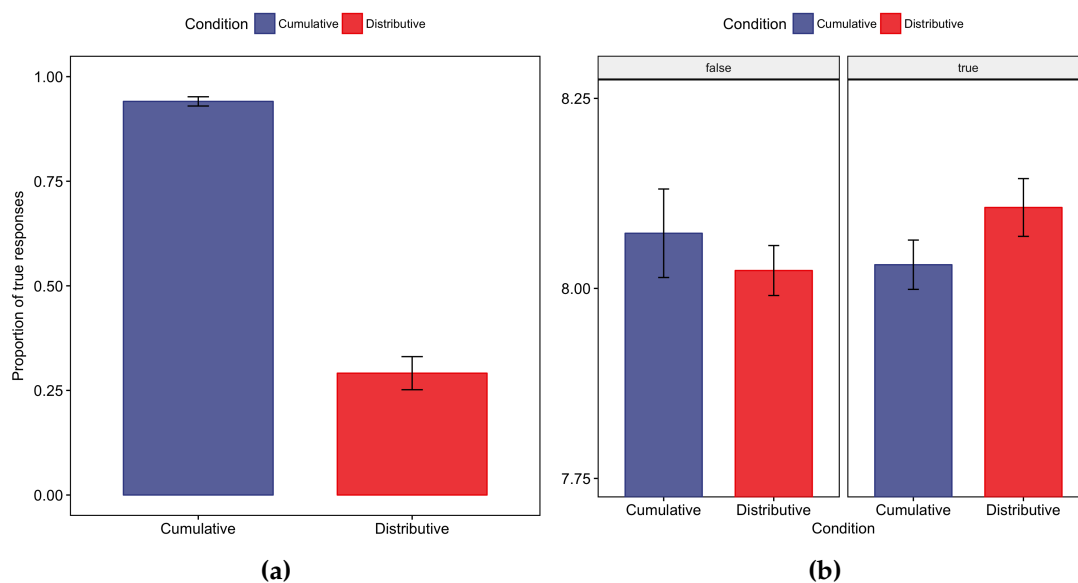 Condition Cumulative Distributive
Proportion of true responses
1.00
0.75
0.50
0.25
0.00
Cumulative Distributive
(a)
Condition Cumulative Distributive
false true
8.25
8.00
7.75
Cumulative Distributive Cumulative Distributive
Condition
(b)